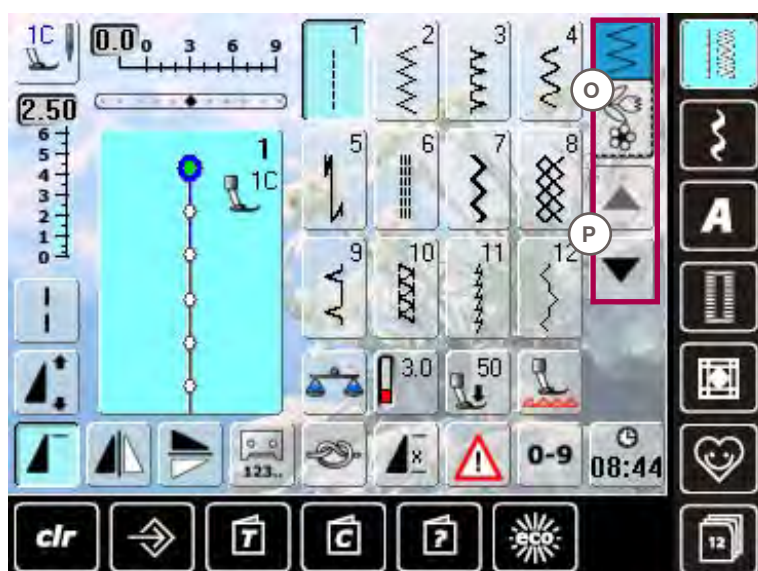 1C 0.0 0 3 6 9 1 2 3 4
O
2.50
6 5 4 3 2 1 0
1 1C
5 6 7 8
A
P
9 10 11 12
3.0 50
123.. x ! 0-9 08:44
clr T C ? eco 12